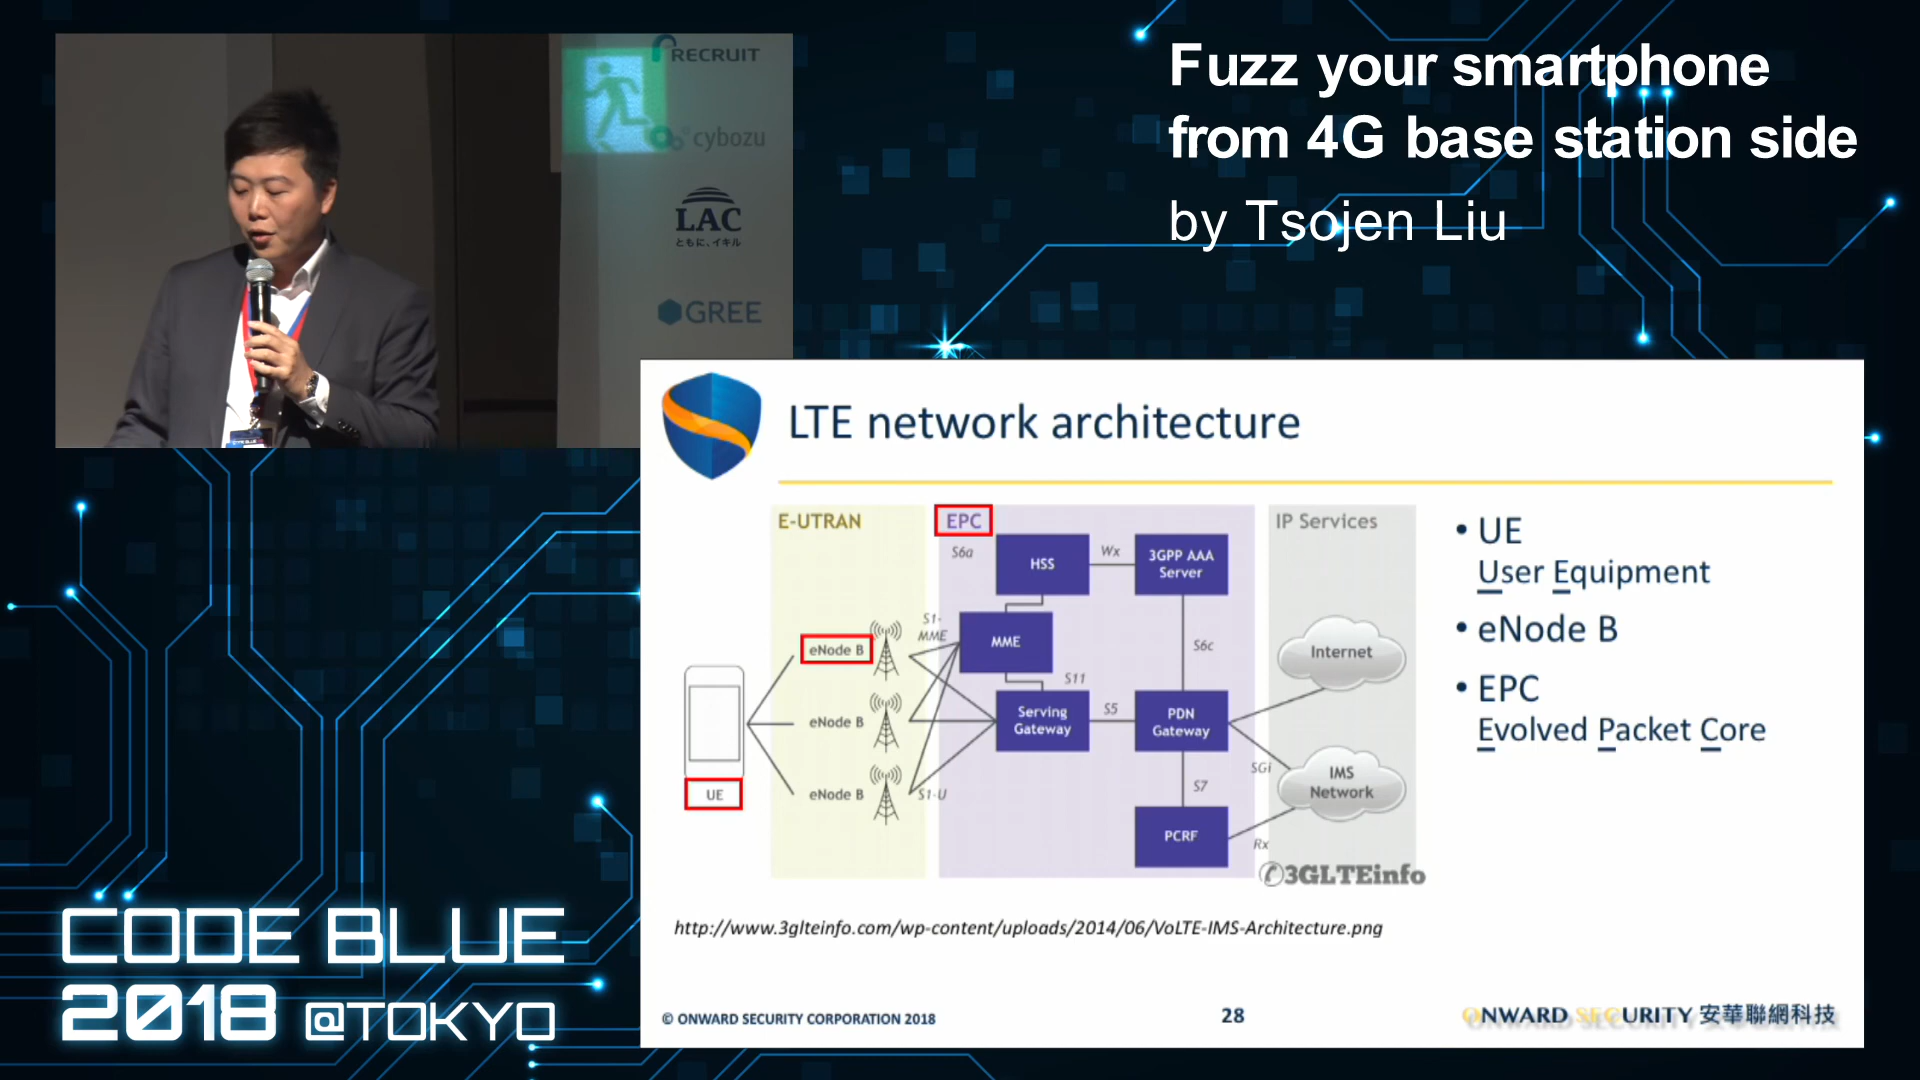 RECRUIT
cybozu
LAC
ともに、イキル
GREE
Fuzz your smartphone
from 4G base station side
by Tsojen Liu
LTE network architecture
E-UTRAN
EPC
IP Services
S6a
HSS
Wx
3GPP AAA
Server
S1-
MME
MME
S6c
eNode B
Internet
S11
eNode B
Serving
Gateway
S5
PDN
Gateway
SGi
IMS
Network
UE
eNode B
S1-U
S7
PCRF
Rx
3GLTEinfo
• UE
User Equipment
• eNode B
• EPC
Evolved Packet Core
http://www.3glteinfo.com/wp-content/uploads/2014/06/VoLTE-IMS-Architecture.png
© ONWARD SECURITY CORPORATION 2018
28
ONWARD SECURITY 安華聯網科技
CODE BLUE
2018 @TOKYO